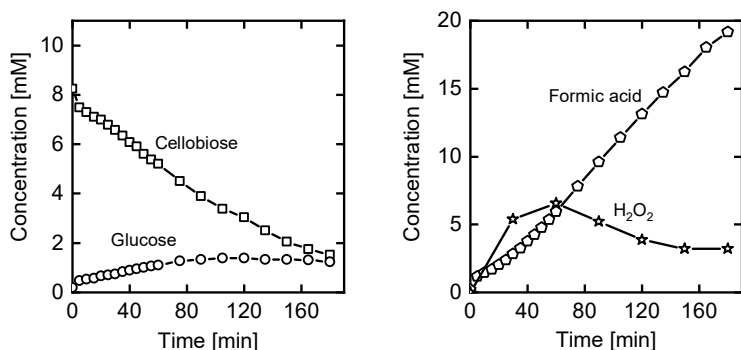 10
8
6
4
2
0
0 40 80 120 160
Concentration [mM]
Time [min]
Cellobiose
Glucose
20
15
10
5
0
0 40 80 120 160
Concentration [mM]
Time [min]
Formic acid
H₂O₂